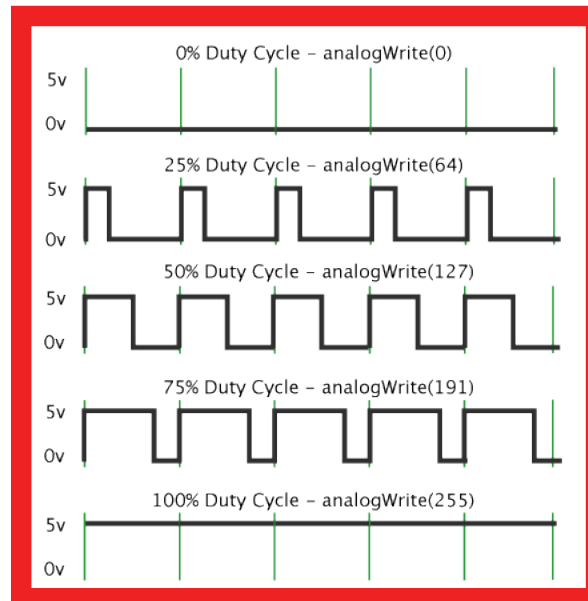 0% Duty Cycle – analogWrite(0)
5v
0v
25% Duty Cycle – analogWrite(64)
5v
0v
50% Duty Cycle – analogWrite(127)
5v
0v
75% Duty Cycle – analogWrite(191)
5v
0v
100% Duty Cycle – analogWrite(255)
5v
0v